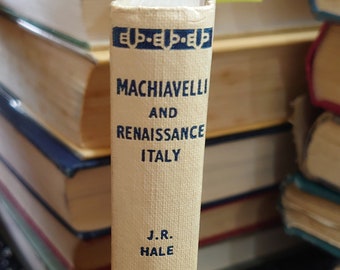 MACHIAVELLI
AND
RENAISSANCE
ITALY
J.R.
HALE